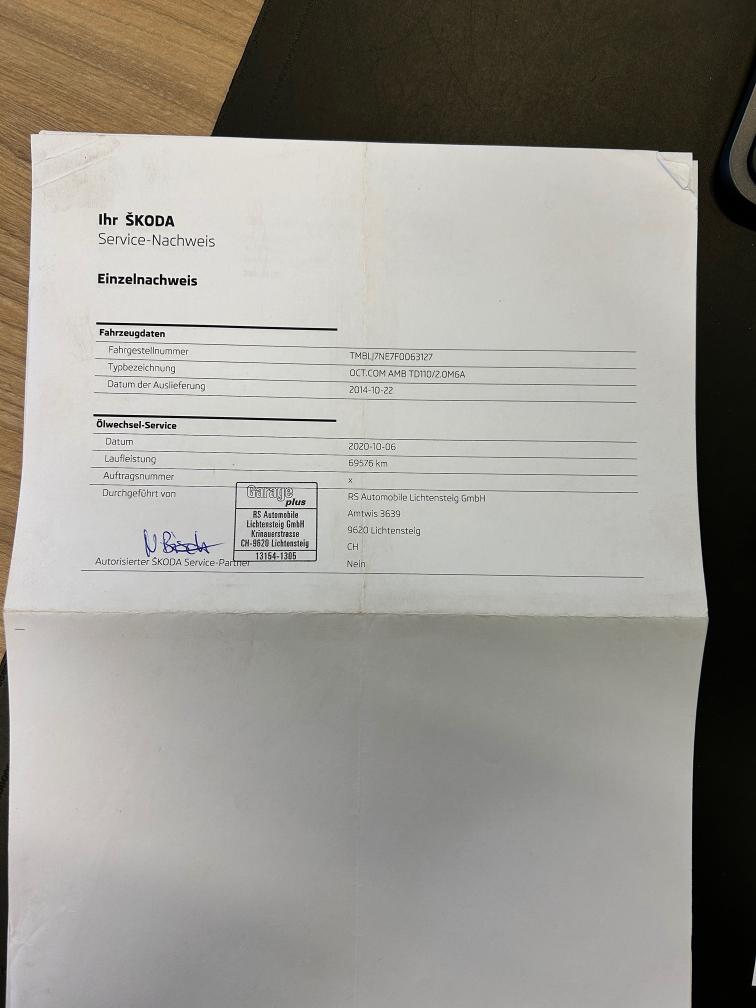 Ihr ŠKODA
Service-Nachweis
Einzelnachweis
Fahrzeugdaten
Fahrgestellnummer TMBLJ7NE7F0063127
Typbezeichnung OCT.COM AMB TD110/2.0M6A
Datum der Auslieferung 2014-10-22
Ölwechsel-Service
Datum 2020-10-06
Laufleistung 69576 km
Auftragsnummer x
Durchgeführt von RS Automobile Lichtensteig GmbH
Amtwis 3639
9620 Lichtensteig
CH
Garage
plus
RS Automobile
Lichtensteig GmbH
Krinauerstrasse
CH-9620 Lichtensteig
13154-1305
Autorisierter ŠKODA Service-Partner Nein